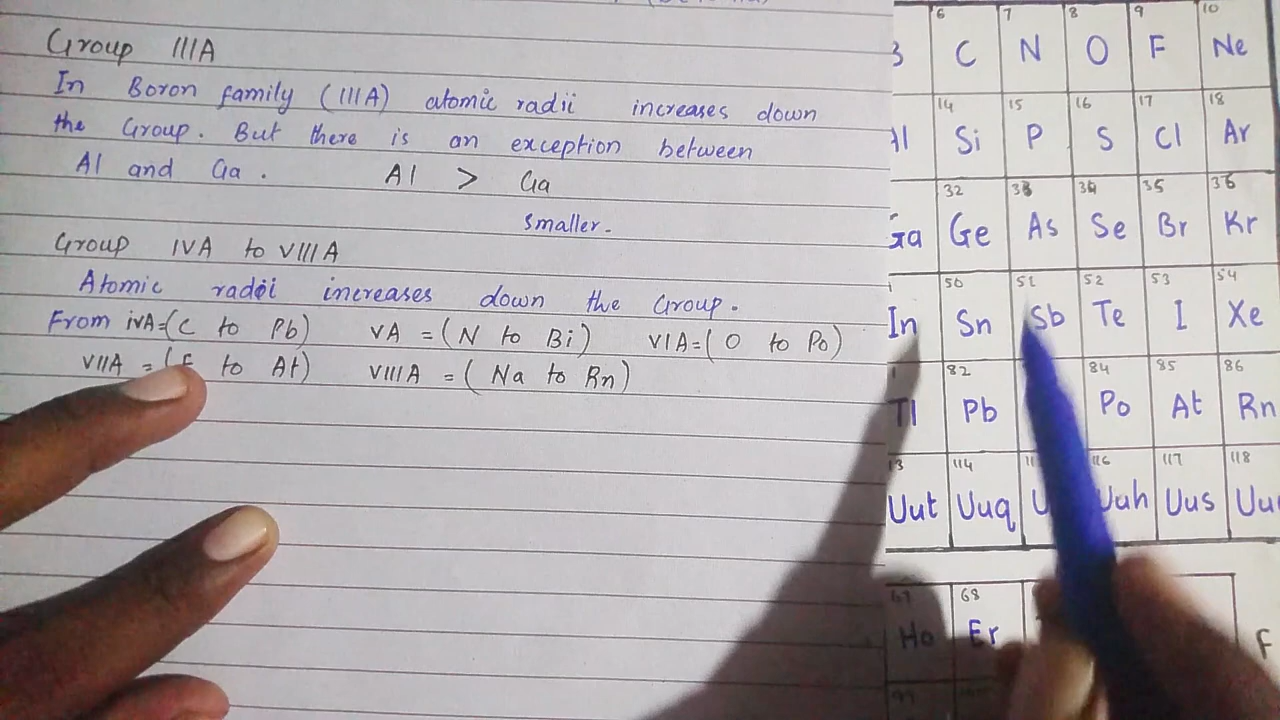 Group IIIA
In Boron family (IIIA) atomic radii increases down
the Group. But there is an exception between
Al and Ga. Al > Ga
smaller.
Group IVA to VIIIA
Atomic radii increases down the Group.
From IVA=(C to Pb) VA =(N to Bi) VIA=(O to Po)
VIIA =(F to At) VIIIA =( Na to Rn)
6 7 8 9 10
C N O F Ne
14 15 16 17 18
Al Si P S Cl Ar
32 33 34 35 36
Ga Ge As Se Br Kr
50 51 52 53 54
In Sn Sb Te I Xe
82 84 85 86
Tl Pb Po At Rn
13 114 116 117 118
Uut Uuq Uuh Uus
67 68
Ho Er F